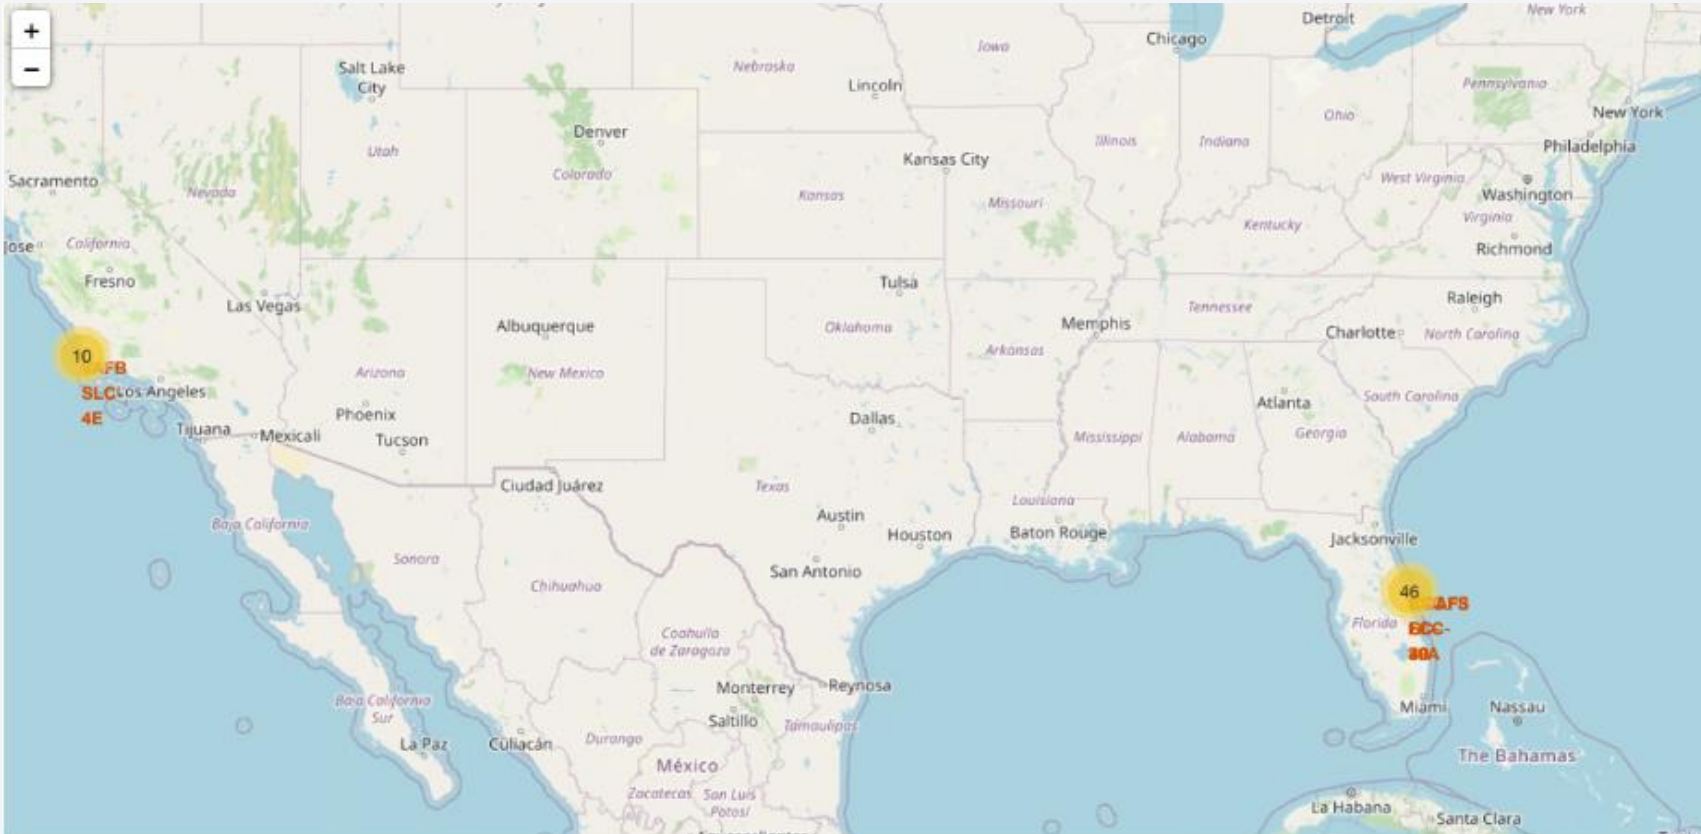 +
−
Detroit
New York
Chicago
Iowa
Salt Lake
City
Nebraska
Lincoln
Pennsylvania
New York
Ohio
Denver
Illinois
Indiana
Philadelphia
Utah
Kansas City
Colorado
Sacramento
Nevada
Kansas
Missouri
West Virginia
Washington
Virginia
Kentucky
Jose
California
Richmond
Fresno
Las Vegas
Tulsa
Raleigh
Tennessee
Albuquerque
Oklahoma
Memphis
Charlotte
North Carolina
10
AFB
SLC-
4E
Los Angeles
Arizona
New Mexico
Arkansas
Phoenix
Dallas
Atlanta
South Carolina
Tijuana
Mexicali
Tucson
Mississippi
Alabama
Georgia
Ciudad Juárez
Texas
Louisiana
Baja California
Austin
Houston
Baton Rouge
Jacksonville
Sonora
Chihuahua
San Antonio
46
AFS
Florida
Coahuila
de Zaragoza
Monterrey
Reynosa
Baja California
Sur
Saltillo
Tamaulipas
Miami
Nassau
La Paz
Culiacán
Durango
México
The Bahamas
Zacatecas
San Luis
Potosí
La Habana
Santa Clara